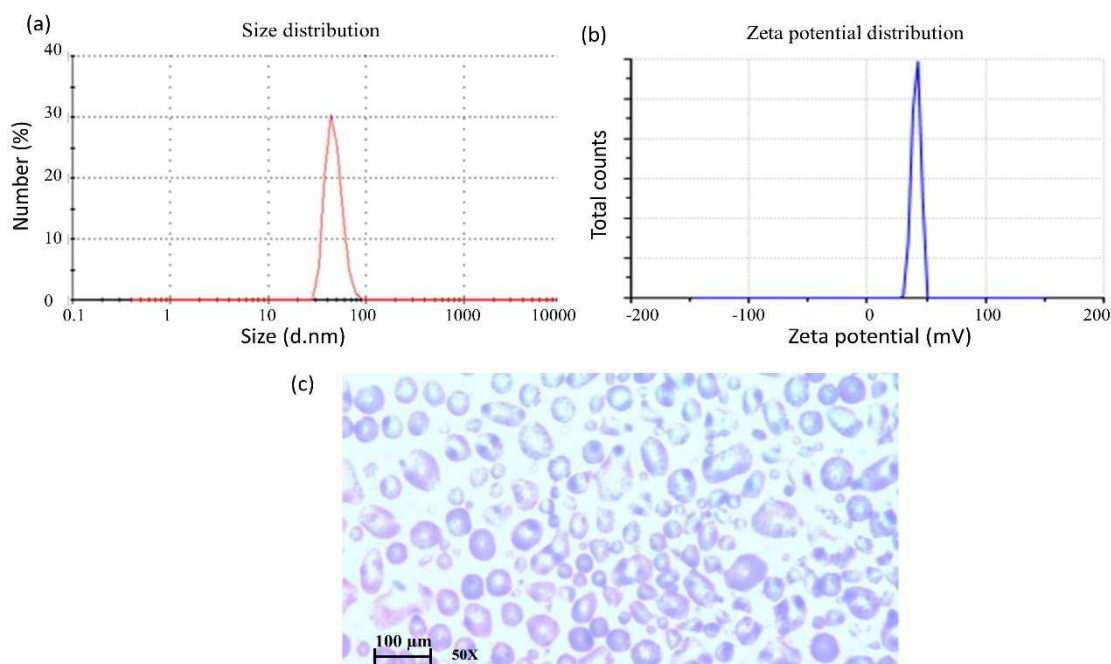 (a)
Size distribution
Number (%)
40
30
20
10
0
0.1 1 10 100 1000 10000
Size (d.nm)
(b)
Zeta potential distribution
Total counts
-200 -100 0 100 200
Zeta potential (mV)
(c)
100 µm
50X